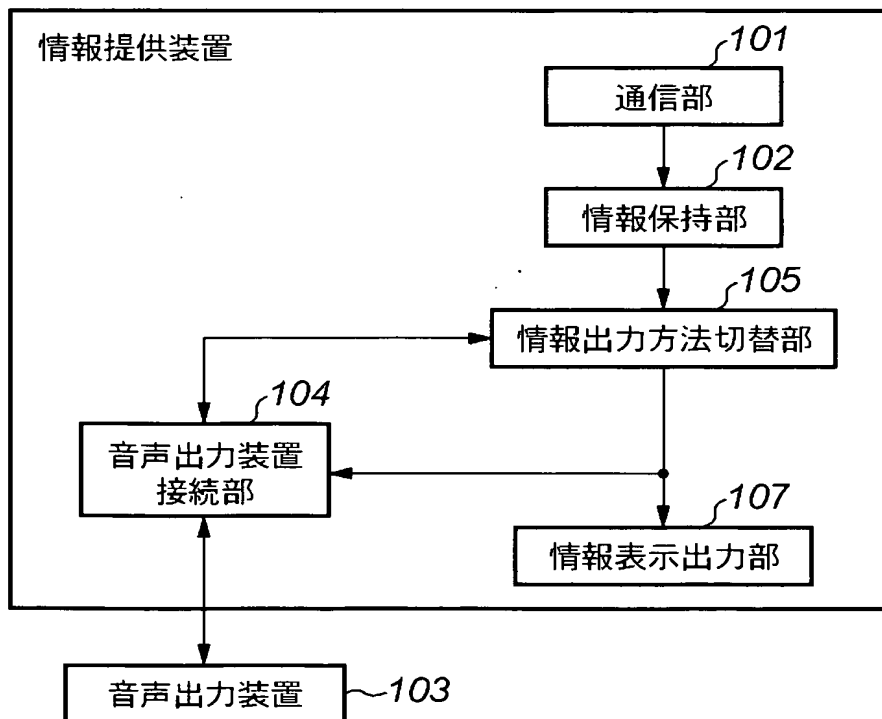 情報提供装置
101
通信部
102
情報保持部
105
情報出力方法切替部
104
音声出力装置
接続部
107
情報表示出力部
音声出力装置
103